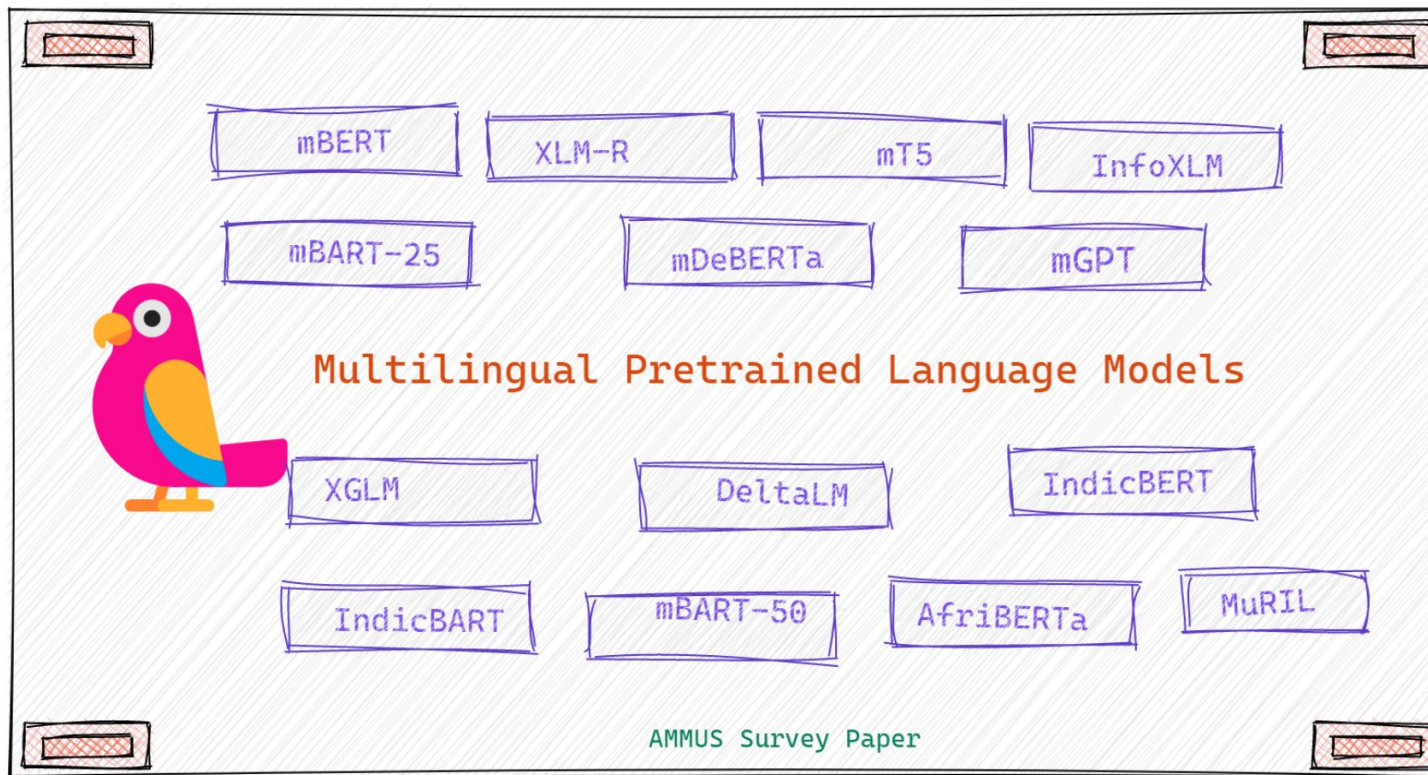 mBERT
XLM-R
mT5
InfoXLM
mBART-25
mDeBERTa
mGPT
Multilingual Pretrained Language Models
XGLM
DeltaLM
IndicBERT
IndicBART
mBART-50
AfriBERTa
MuRIL
AMMUS Survey Paper